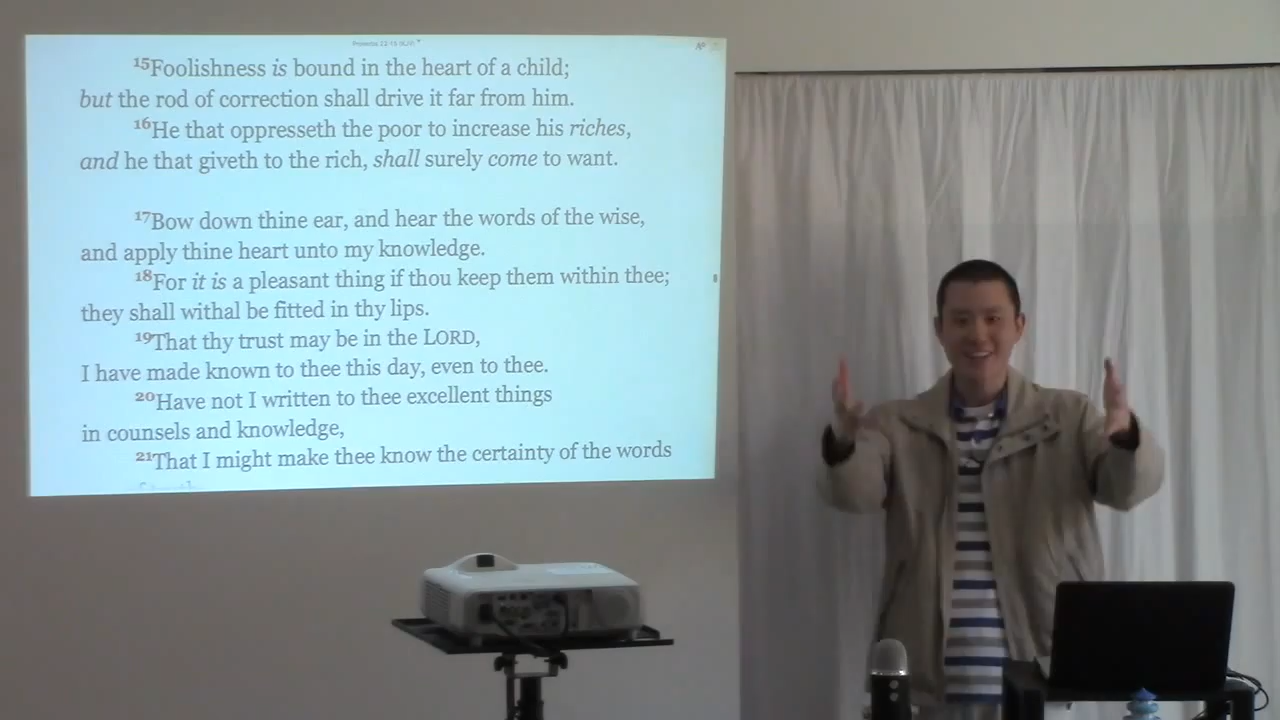 Proverbs 22:15 (KJV)
¹⁵Foolishness is bound in the heart of a child;
but the rod of correction shall drive it far from him.
¹⁶He that oppresseth the poor to increase his riches,
and he that giveth to the rich, shall surely come to want.
¹⁷Bow down thine ear, and hear the words of the wise,
and apply thine heart unto my knowledge.
¹⁸For it is a pleasant thing if thou keep them within thee;
they shall withal be fitted in thy lips.
¹⁹That thy trust may be in the LORD,
I have made known to thee this day, even to thee.
²⁰Have not I written to thee excellent things
in counsels and knowledge,
²¹That I might make thee know the certainty of the words